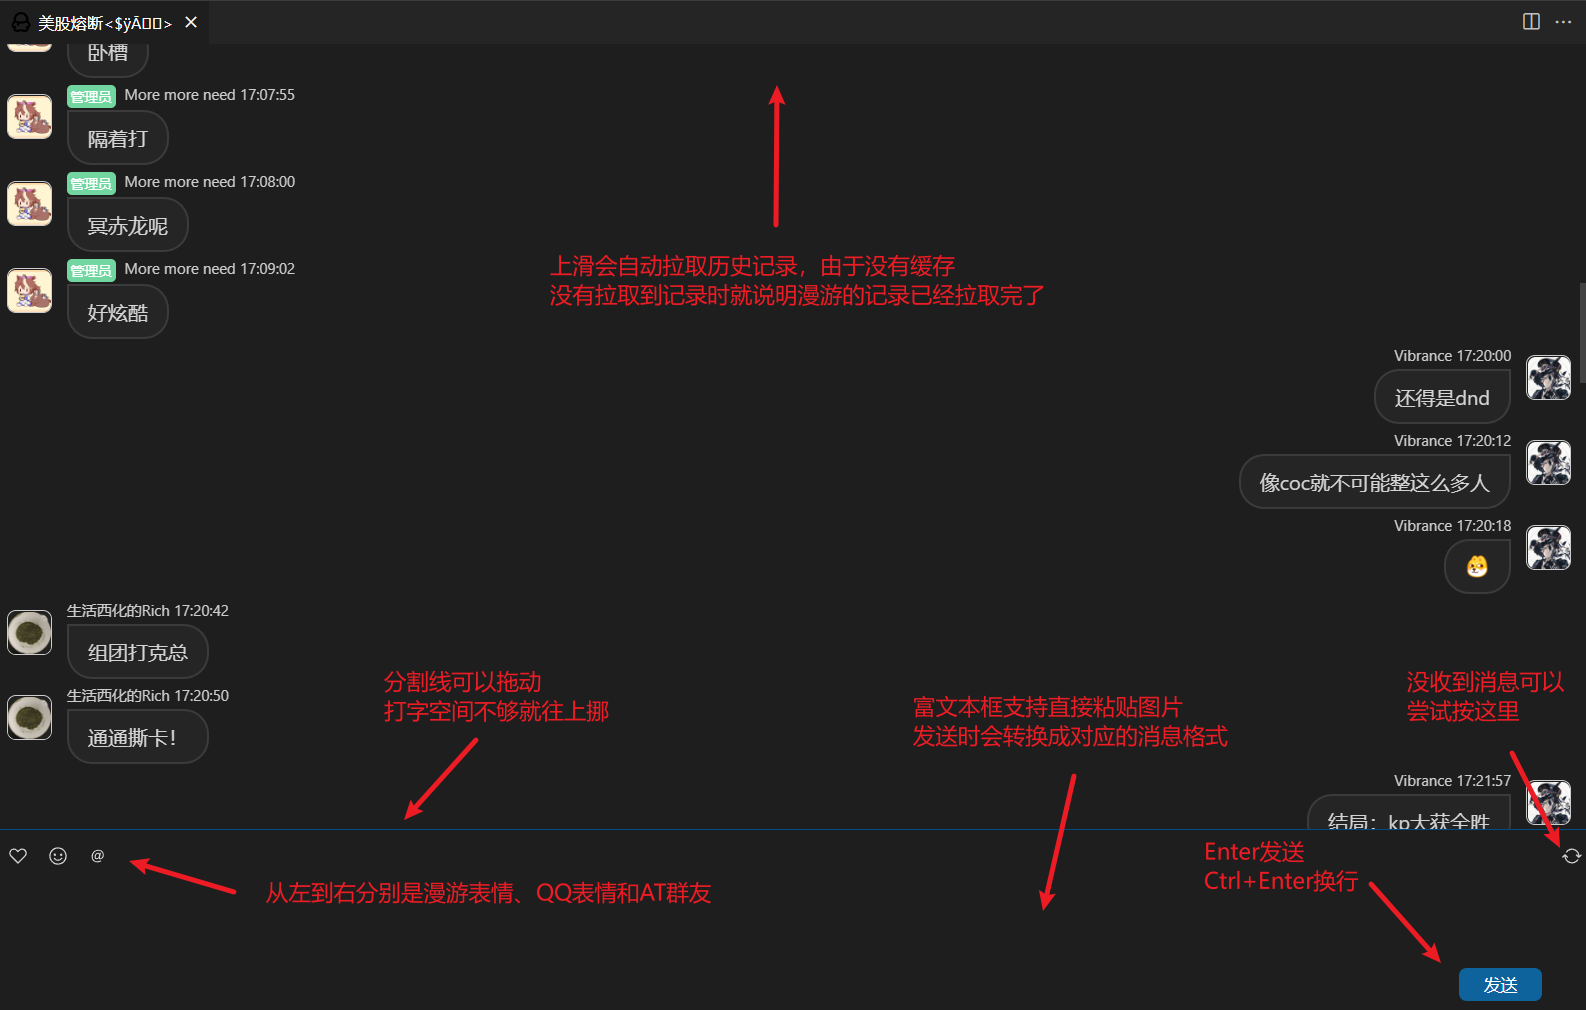 美股熔断<$ÿÄ▯▯>
卧槽
管理员 More more need 17:07:55
隔着打
管理员 More more need 17:08:00
冥赤龙呢
上滑会自动拉取历史记录，由于没有缓存
没有拉取到记录时就说明漫游的记录已经拉取完了
管理员 More more need 17:09:02
好炫酷
Vibrance 17:20:00
还得是dnd
Vibrance 17:20:12
像coc就不可能整这么多人
Vibrance 17:20:18
生活西化的Rich 17:20:42
组团打克总
生活西化的Rich 17:20:50
通通撕卡！
分割线可以拖动
打字空间不够就往上挪
富文本框支持直接粘贴图片
发送时会转换成对应的消息格式
没收到消息可以
尝试按这里
Vibrance 17:21:57
结局：kp大获全胜
@
从左到右分别是漫游表情、QQ表情和AT群友
Enter发送
Ctrl+Enter换行
发送